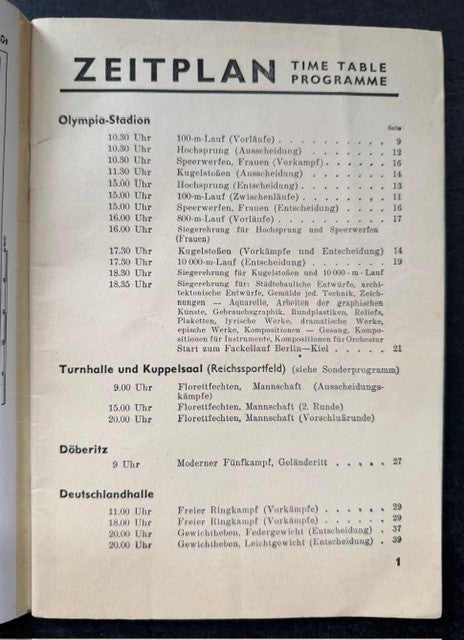 ZEITPLAN TIME TABLE
PROGRAMME
Olympia-Stadion
Seite
10.30 Uhr 100-m-Lauf (Vorläufe) . . . . . . . . . . . 9
10.30 Uhr Hochsprung (Ausscheidung) . . . . . . . . 12
10.30 Uhr Speerwerfen, Frauen (Vorkampf) . . . . . . 16
11.30 Uhr Kugelstoßen (Ausscheidung) . . . . . . . . 14
15.00 Uhr Hochsprung (Entscheidung) . . . . . . . . 13
15.00 Uhr 100-m-Lauf (Zwischenläufe) . . . . . . . . 11
15.00 Uhr Speerwerfen, Frauen (Entscheidung) . . . . 16
16.00 Uhr 800-m-Lauf (Vorläufe) . . . . . . . . . . 17
16.00 Uhr Siegerehrung für Hochsprung und Speerwerfen
(Frauen)
17.30 Uhr Kugelstoßen (Vorkämpfe und Entscheidung) 14
17.30 Uhr 10 000-m-Lauf (Entscheidung) . . . . . . . 19
18.30 Uhr Siegerehrung für Kugelstoßen und 10 000-m-Lauf
18.35 Uhr Siegerehrung für: Städtebauliche Entwürfe, archi-
tektonische Entwürfe, Gemälde jed. Technik, Zeich-
nungen — Aquarelle, Arbeiten der graphischen
Künste, Gebrauchsgraphik, Rundplastiken, Reliefs,
Plaketten, lyrische Werke, dramatische Werke,
epische Werke, Kompositionen — Gesang, Kompo-
sitionen für Instrumente, Kompositionen für Orchester
Start zum Fackellauf Berlin—Kiel . . . . . . 21
Turnhalle und Kuppelsaal (Reichssportfeld) (siehe Sonderprogramm)
9.00 Uhr Florettfechten, Mannschaft (Ausscheidungs-
kämpfe)
15.00 Uhr Florettfechten, Mannschaft (2. Runde)
20.00 Uhr Florettfechten, Mannschaft (Vorschlußrunde)
Döberitz
9 Uhr Moderner Fünfkampf, Geländeritt . . . . . 27
Deutschlandhalle
11.00 Uhr Freier Ringkampf (Vorkämpfe) . . . . . . 29
18.00 Uhr Freier Ringkampf (Vorkämpfe) . . . . . . 29
20.00 Uhr Gewichtheben, Federgewicht (Entscheidung) . 37
20.00 Uhr Gewichtheben, Leichtgewicht (Entscheidung) . 39
1